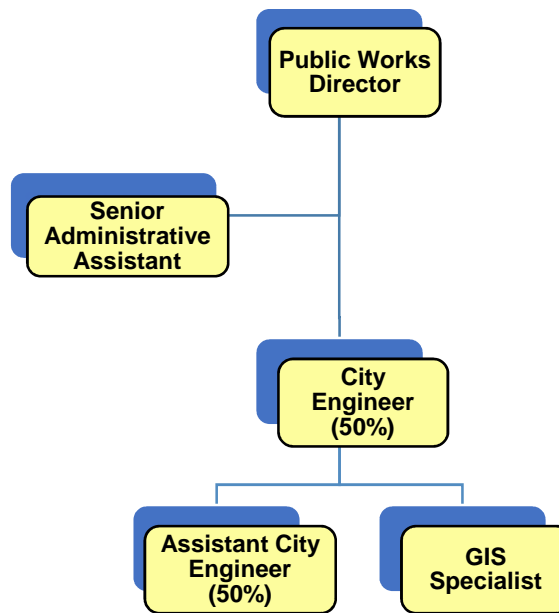 Public Works
Director
Senior
Administrative
Assistant
City
Engineer
(50%)
Assistant City
Engineer
(50%)
GIS
Specialist